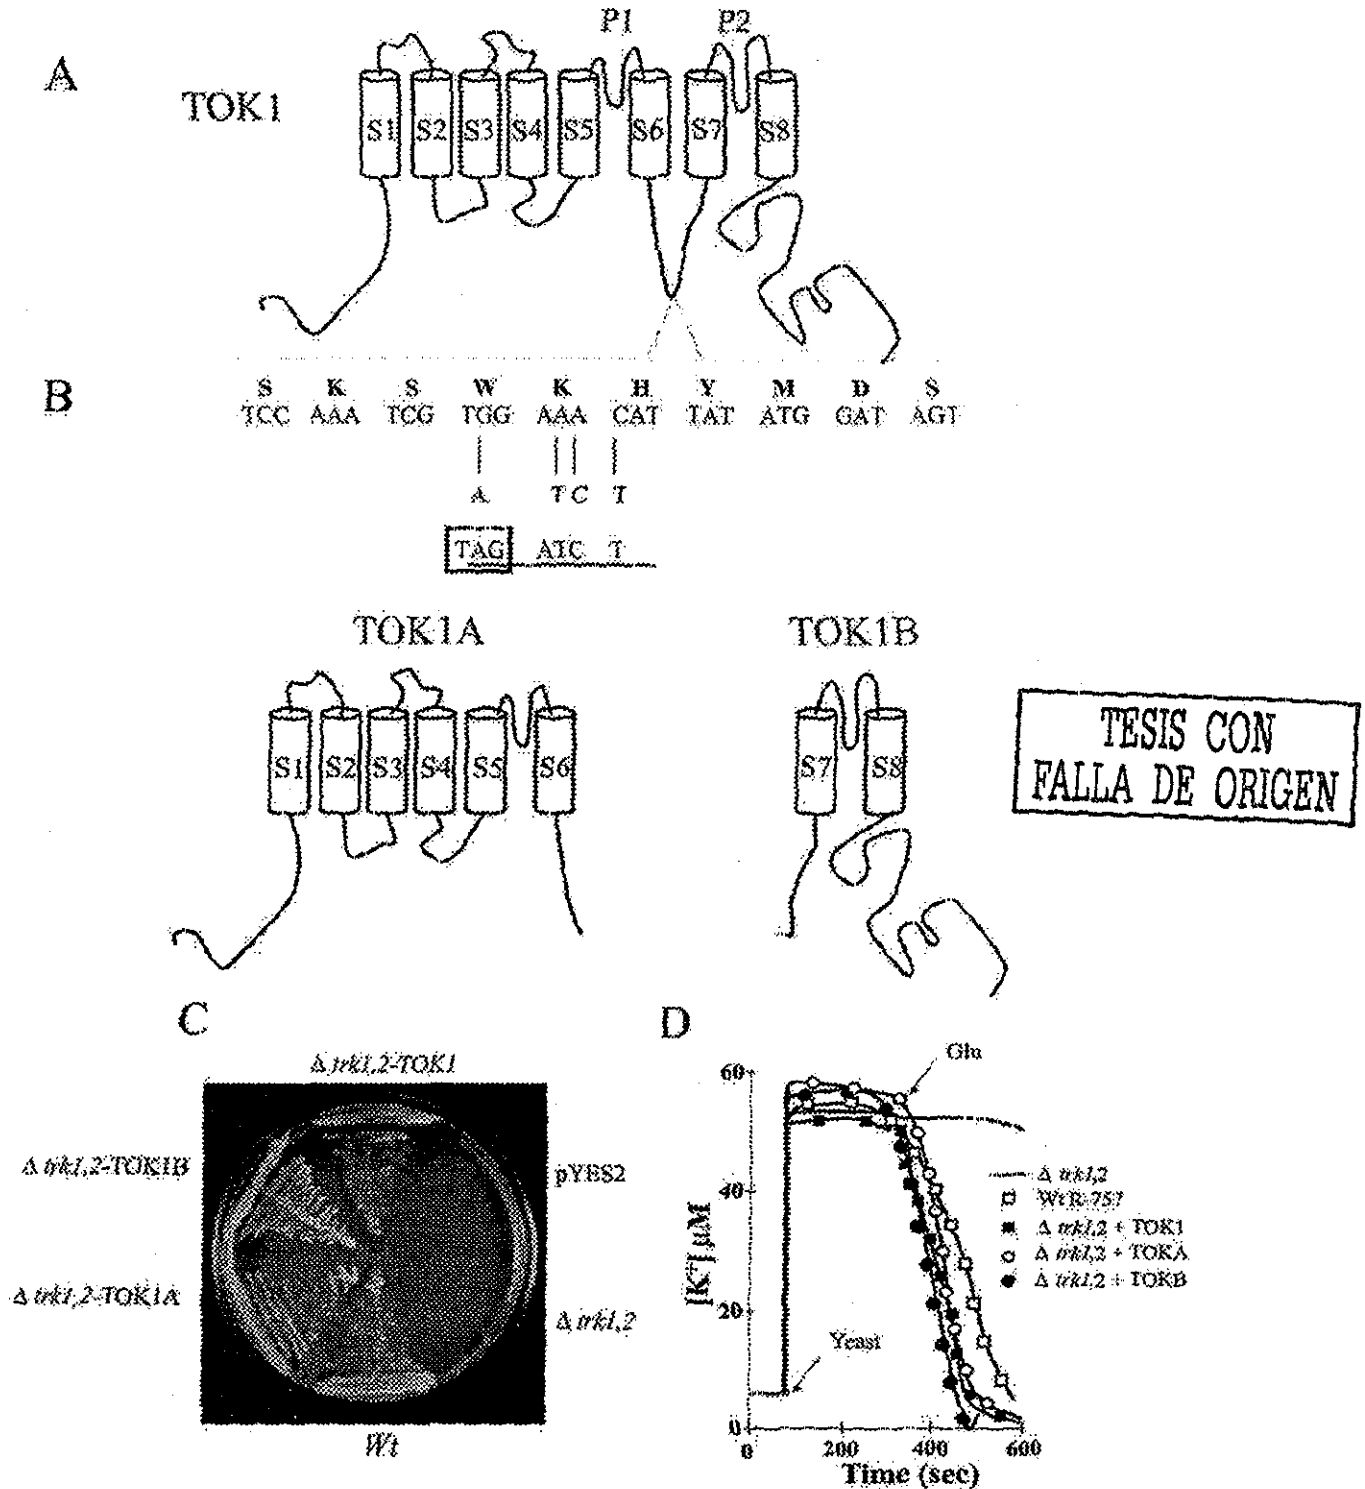 A
TOK1
P1 P2
S1 S2 S3 S4 S5 S6 S7 S8
B
S K S W K H Y M D S
TCC AAA TCG TGG AAA CAT TAT ATG GAT AGT
A T C T
TAG ATC T
TOK1A TOK1B
S1 S2 S3 S4 S5 S6 S7 S8
TESIS CON
FALLA DE ORIGEN
C
Δ trk1,2-TOK1
Δ trk1,2-TOK1B
pYES2
Δ trk1,2-TOK1A
Δ trk1,2
Wt
D
Glu
60
40
20
0
[K+] µM
Yeast
Δ trk1,2
WtR-757
Δ trk1,2 + TOK1
Δ trk1,2 + TOKA
Δ trk1,2 + TOKB
0 200 400 600
Time (sec)